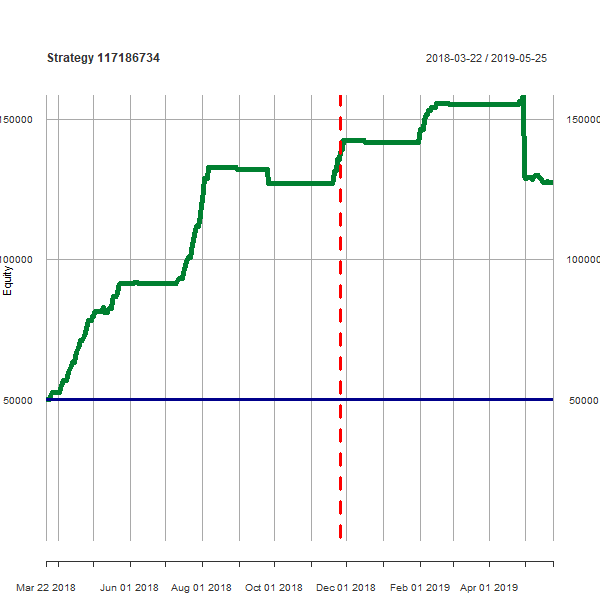 Strategy 117186734
2018-03-22 / 2019-05-25
150000 150000
100000 100000
Equity
50000 50000
Mar 22 2018 Jun 01 2018 Aug 01 2018 Oct 01 2018 Dec 01 2018 Feb 01 2019 Apr 01 2019